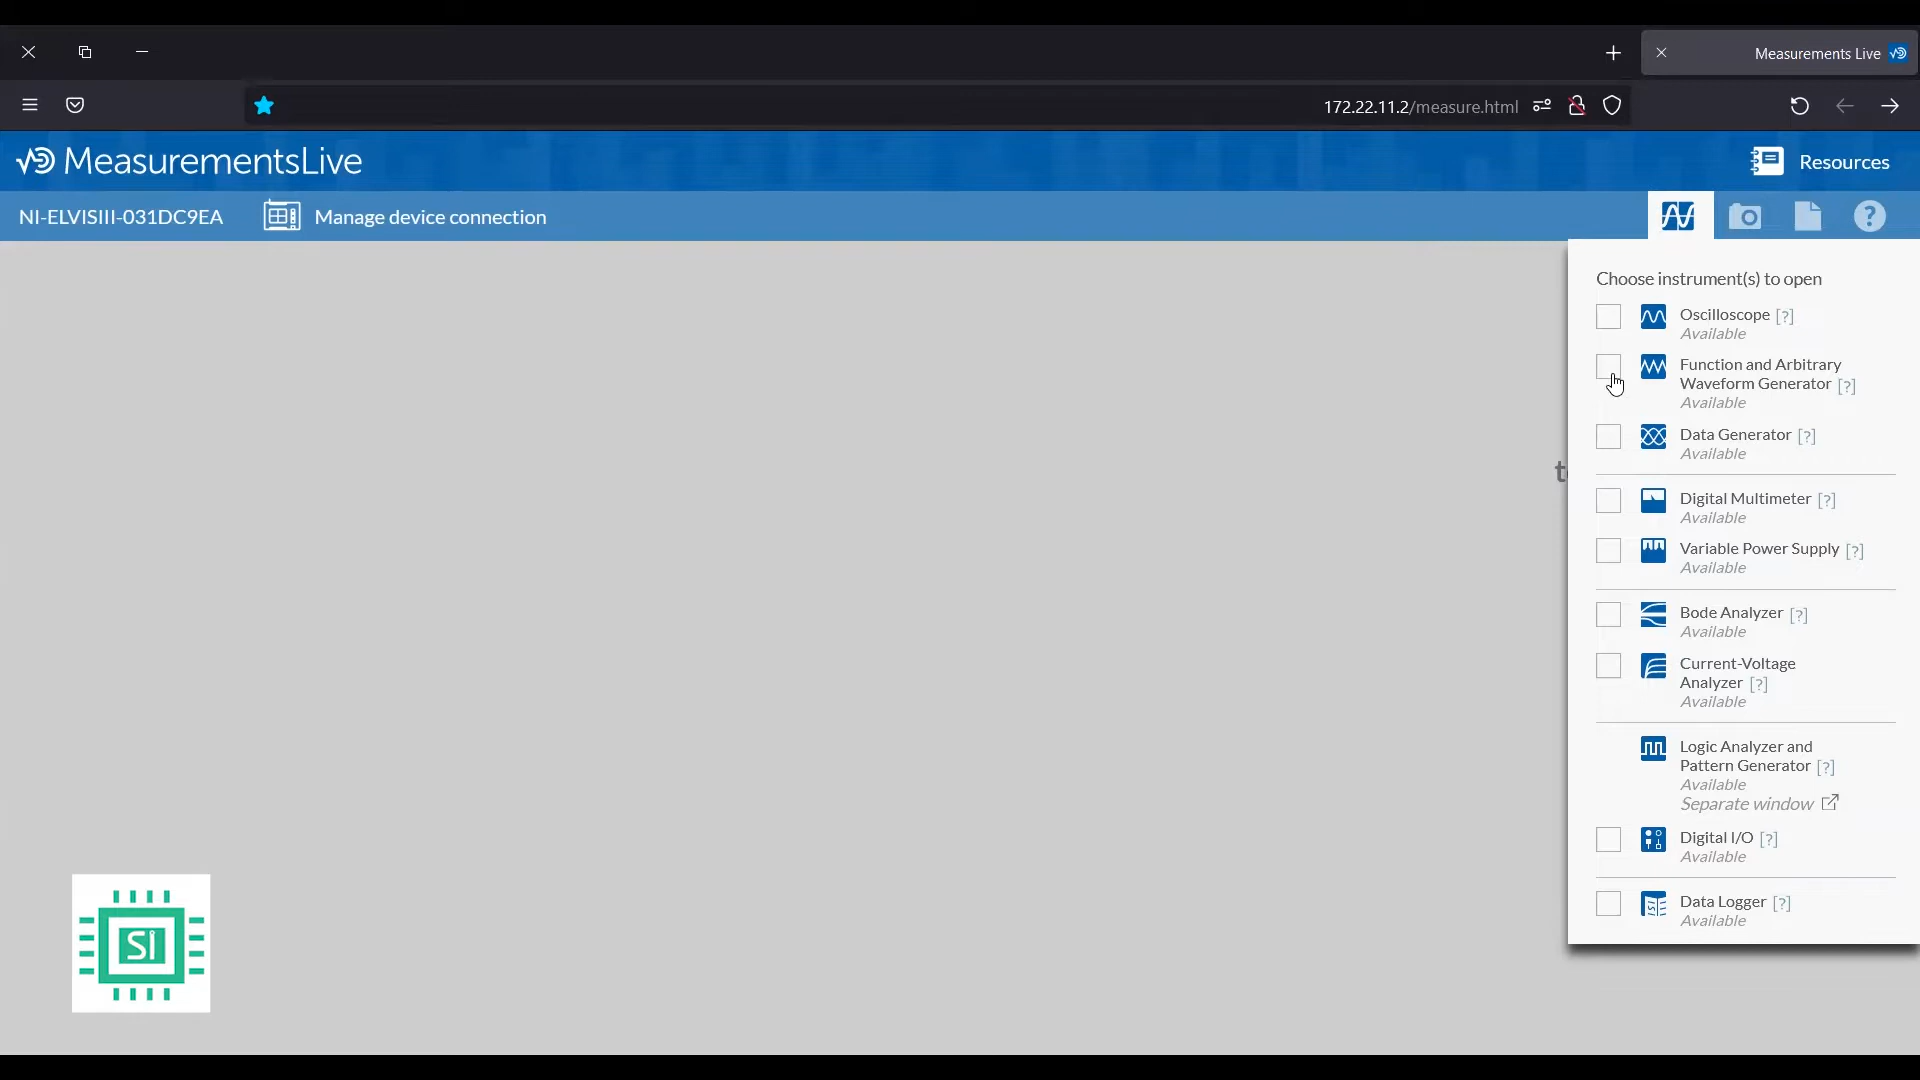 Measurements Live
172.22.11.2/measure.html
MeasurementsLive
Resources
NI-ELVISIII-031DC9EA
Manage device connection
?
Choose instrument(s) to open
Oscilloscope [?]
Available
Function and Arbitrary
Waveform Generator [?]
Available
Data Generator [?]
Available
Digital Multimeter [?]
Available
Variable Power Supply [?]
Available
Bode Analyzer [?]
Available
Current-Voltage
Analyzer [?]
Available
Logic Analyzer and
Pattern Generator [?]
Available
Separate window
Digital I/O [?]
Available
Data Logger [?]
Available
Si